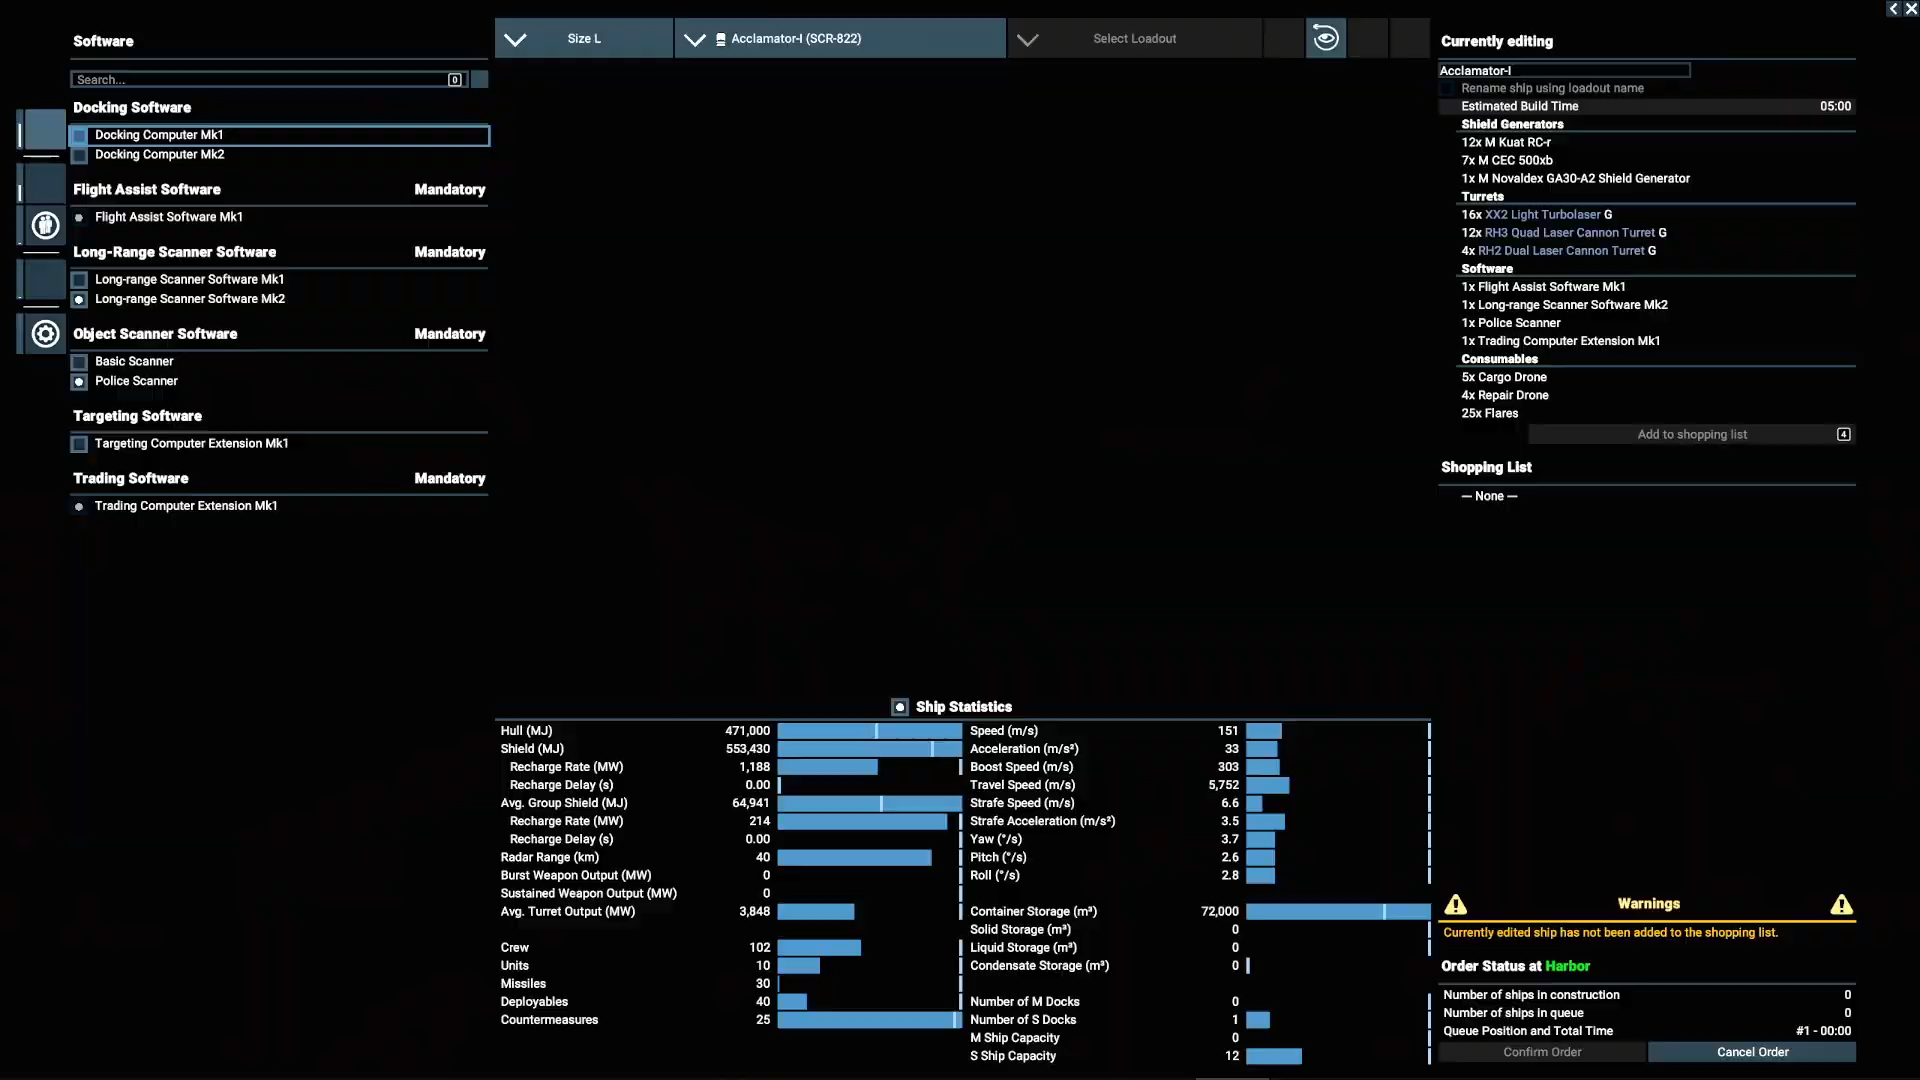 Software
Search...
0
Docking Software
Docking Computer Mk1
Docking Computer Mk2
Flight Assist Software Mandatory
Flight Assist Software Mk1
Long-Range Scanner Software Mandatory
Long-range Scanner Software Mk1
Long-range Scanner Software Mk2
Object Scanner Software Mandatory
Basic Scanner
Police Scanner
Targeting Software
Targeting Computer Extension Mk1
Trading Software Mandatory
Trading Computer Extension Mk1
Size L
Acclamator-I (SCR-822)
Select Loadout
Ship Statistics
Hull (MJ) 471,000
Shield (MJ) 553,430
Recharge Rate (MW) 1,188
Recharge Delay (s) 0.00
Avg. Group Shield (MJ) 64,941
Recharge Rate (MW) 214
Recharge Delay (s) 0.00
Radar Range (km) 40
Burst Weapon Output (MW) 0
Sustained Weapon Output (MW) 0
Avg. Turret Output (MW) 3,848
Crew 102
Units 10
Missiles 30
Deployables 40
Countermeasures 25
Speed (m/s) 151
Acceleration (m/s²) 33
Boost Speed (m/s) 303
Travel Speed (m/s) 5,752
Strafe Speed (m/s) 6.6
Strafe Acceleration (m/s²) 3.5
Yaw (°/s) 3.7
Pitch (°/s) 2.6
Roll (°/s) 2.8
Container Storage (m³) 72,000
Solid Storage (m³) 0
Liquid Storage (m³) 0
Condensate Storage (m³) 0
Number of M Docks 0
Number of S Docks 1
M Ship Capacity 0
S Ship Capacity 12
Currently editing
Acclamator-I
Rename ship using loadout name
Estimated Build Time 05:00
Shield Generators
12x M Kuat RC-r
7x M CEC 500xb
1x M Novaldex GA30-A2 Shield Generator
Turrets
16x XX2 Light Turbolaser G
12x RH3 Quad Laser Cannon Turret G
4x RH2 Dual Laser Cannon Turret G
Software
1x Flight Assist Software Mk1
1x Long-range Scanner Software Mk2
1x Police Scanner
1x Trading Computer Extension Mk1
Consumables
5x Cargo Drone
4x Repair Drone
25x Flares
Add to shopping list 4
Shopping List
— None —
Warnings
Currently edited ship has not been added to the shopping list.
Order Status at Harbor
Number of ships in construction 0
Number of ships in queue 0
Queue Position and Total Time #1 - 00:00
Confirm Order
Cancel Order